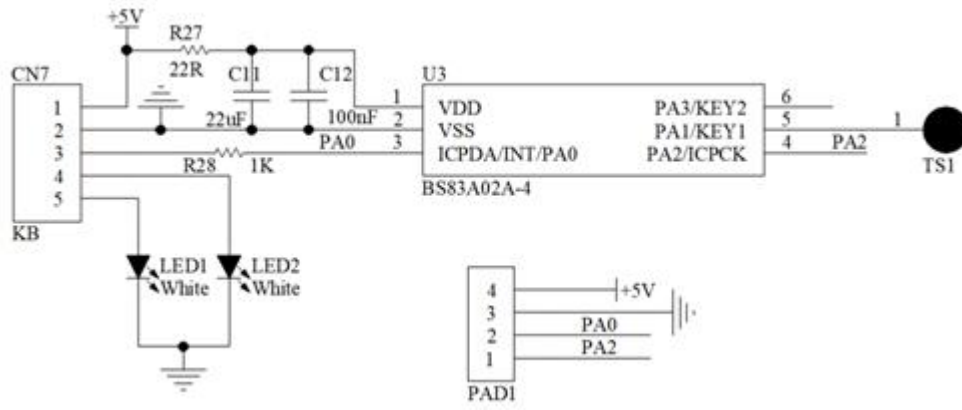 +5V
R27
22R
C11
C12
22uF
100nF
CN7
1
2
3
4
5
KB
PA0
R28
1K
LED1
White
LED2
White
U3
1
2
3
VDD
VSS
ICPDA/INT/PA0
PA3/KEY2
PA1/KEY1
PA2/ICPCK
6
5
4
PA2
BS83A02A-4
1
TS1
4
3
2
1
+5V
PA0
PA2
PAD1